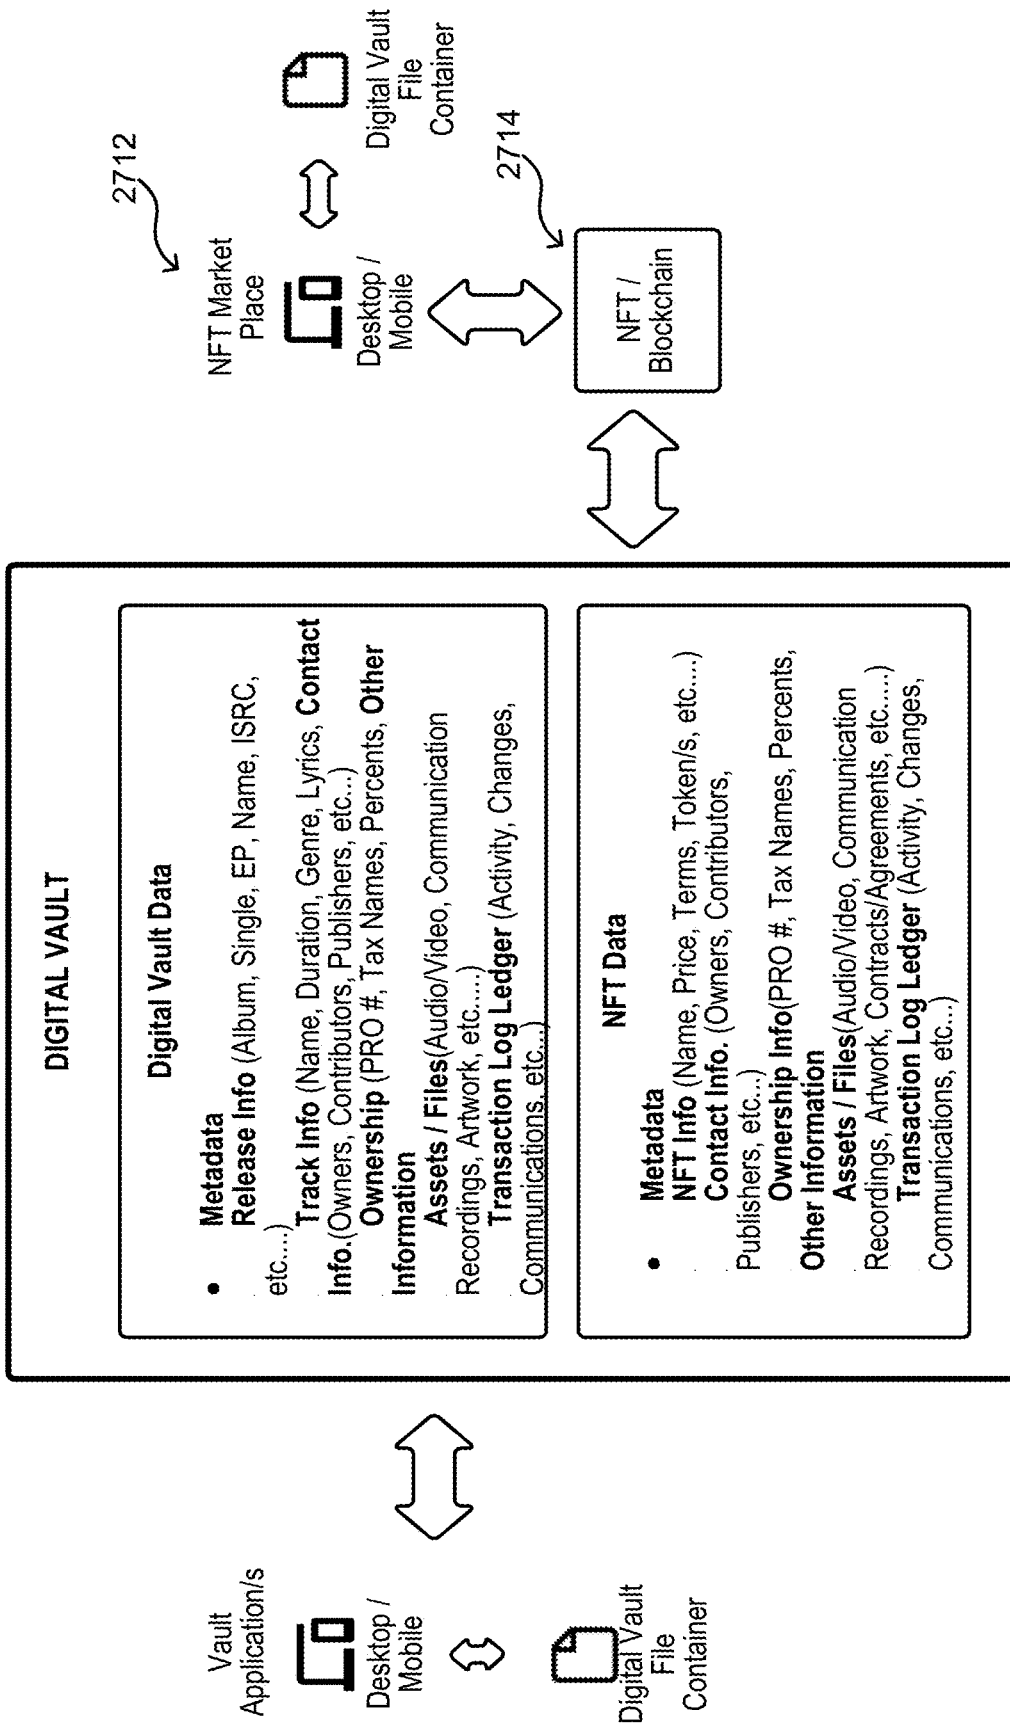 Vault
Application/s
Desktop /
Mobile
Digital Vault
File
Container
DIGITAL VAULT
Digital Vault Data
• Metadata
Release Info (Album, Single, EP, Name, ISRC,
etc....)
Track Info (Name, Duration, Genre, Lyrics, Contact
Info.(Owners, Contributors, Publishers, etc...)
Ownership (PRO #, Tax Names, Percents, Other
Information
Assets / Files(Audio/Video, Communication
Recordings, Artwork, etc.....)
Transaction Log Ledger (Activity, Changes,
Communications, etc...)
NFT Data
• Metadata
NFT Info (Name, Price, Terms, Token/s, etc....)
Contact Info. (Owners, Contributors,
Publishers, etc...)
Ownership Info(PRO #, Tax Names, Percents,
Other Information
Assets / Files(Audio/Video, Communication
Recordings, Artwork, Contracts/Agreements, etc.....)
Transaction Log Ledger (Activity, Changes,
Communications, etc...)
2712
NFT Market
Place
Desktop /
Mobile
Digital Vault
File
Container
2714
NFT /
Blockchain